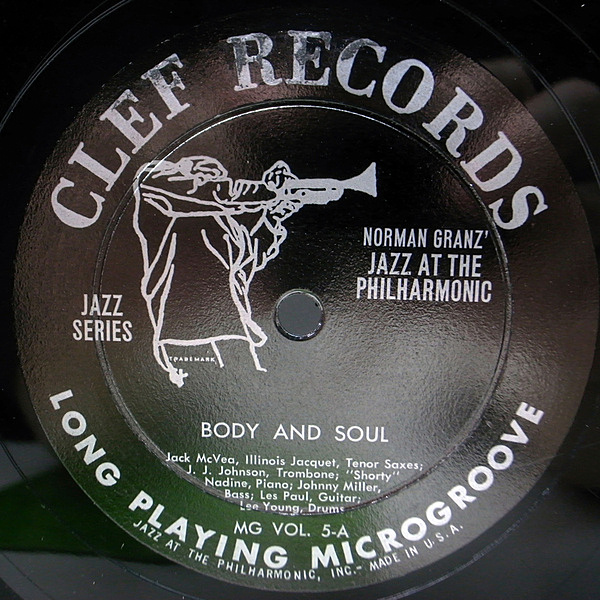 CLEF RECORDS
NORMAN GRANZ'
JAZZ AT THE
PHILHARMONIC
JAZZ
SERIES
TRADEMARK
BODY AND SOUL
Jack McVea, Illinois Jacquet, Tenor Saxes;
J. J. Johnson, Trombone; "Shorty"
Nadine, Piano; Johnny Miller,
Bass; Les Paul, Guitar;
Lee Young, Drums
MG VOL. 5-A
LONG PLAYING MICROGROOVE
JAZZ AT THE PHILHARMONIC, INC.- MADE IN U.S.A.